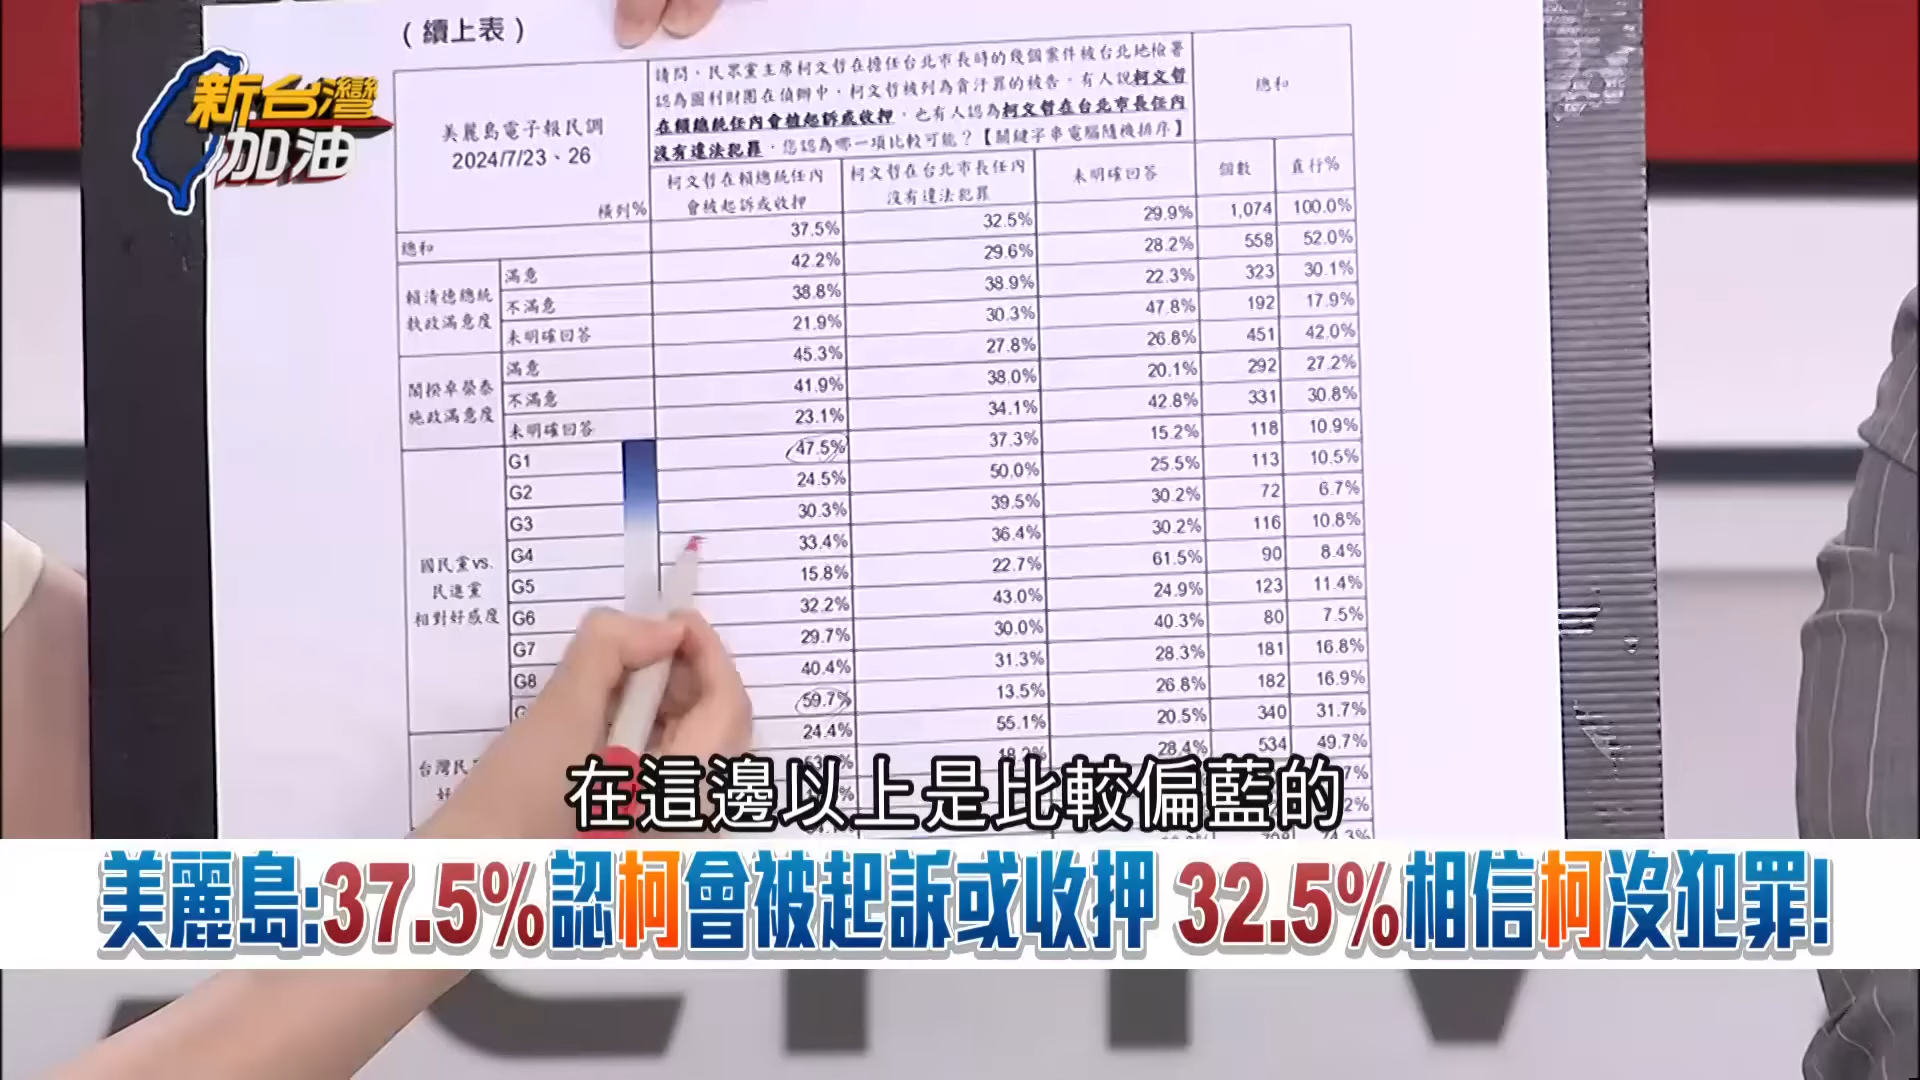 （續上表）
新台灣
加油
美麗島電子報民調
2024/7/23、26
橫列%
請問，民眾黨主席柯文哲在擔任台北市長時的幾個案件被台北地檢署
認為圖利財團在偵辦中，柯文哲被列為貪汙罪的被告。有人說柯文哲
在賴總統任內會被起訴或收押，也有人認為柯文哲在台北市長任內
沒有違法犯罪，您認為哪一項比較可能？【關鍵字串電腦隨機排序】
總和
柯文哲在賴總統任內
會被起訴或收押
柯文哲在台北市長任內
沒有違法犯罪
未明確回答
個數
直行%
總和 37.5% 32.5% 29.9% 1,074 100.0%
賴清德總統
執政滿意度
滿意 42.2% 29.6% 28.2% 558 52.0%
不滿意 38.8% 38.9% 22.3% 323 30.1%
未明確回答 21.9% 30.3% 47.8% 192 17.9%
閣揆卓榮泰
施政滿意度
滿意 45.3% 27.8% 26.8% 451 42.0%
不滿意 41.9% 38.0% 20.1% 292 27.2%
未明確回答 23.1% 34.1% 42.8% 331 30.8%
國民黨vs.
民進黨
相對好感度
G1 47.5% 37.3% 15.2% 118 10.9%
G2 24.5% 50.0% 25.5% 113 10.5%
G3 30.3% 39.5% 30.2% 72 6.7%
G4 33.4% 36.4% 30.2% 116 10.8%
G5 15.8% 22.7% 61.5% 90 8.4%
G6 32.2% 43.0% 24.9% 123 11.4%
G7 29.7% 30.0% 40.3% 80 7.5%
G8 40.4% 31.3% 28.3% 181 16.8%
59.7% 13.5% 26.8% 182 16.9%
台灣民
好
24.4% 55.1% 20.5% 340 31.7%
18.2% 28.4% 534 49.7%
在這邊以上是比較偏藍的
美麗島:37.5%認柯會被起訴或收押 32.5%相信柯沒犯罪!